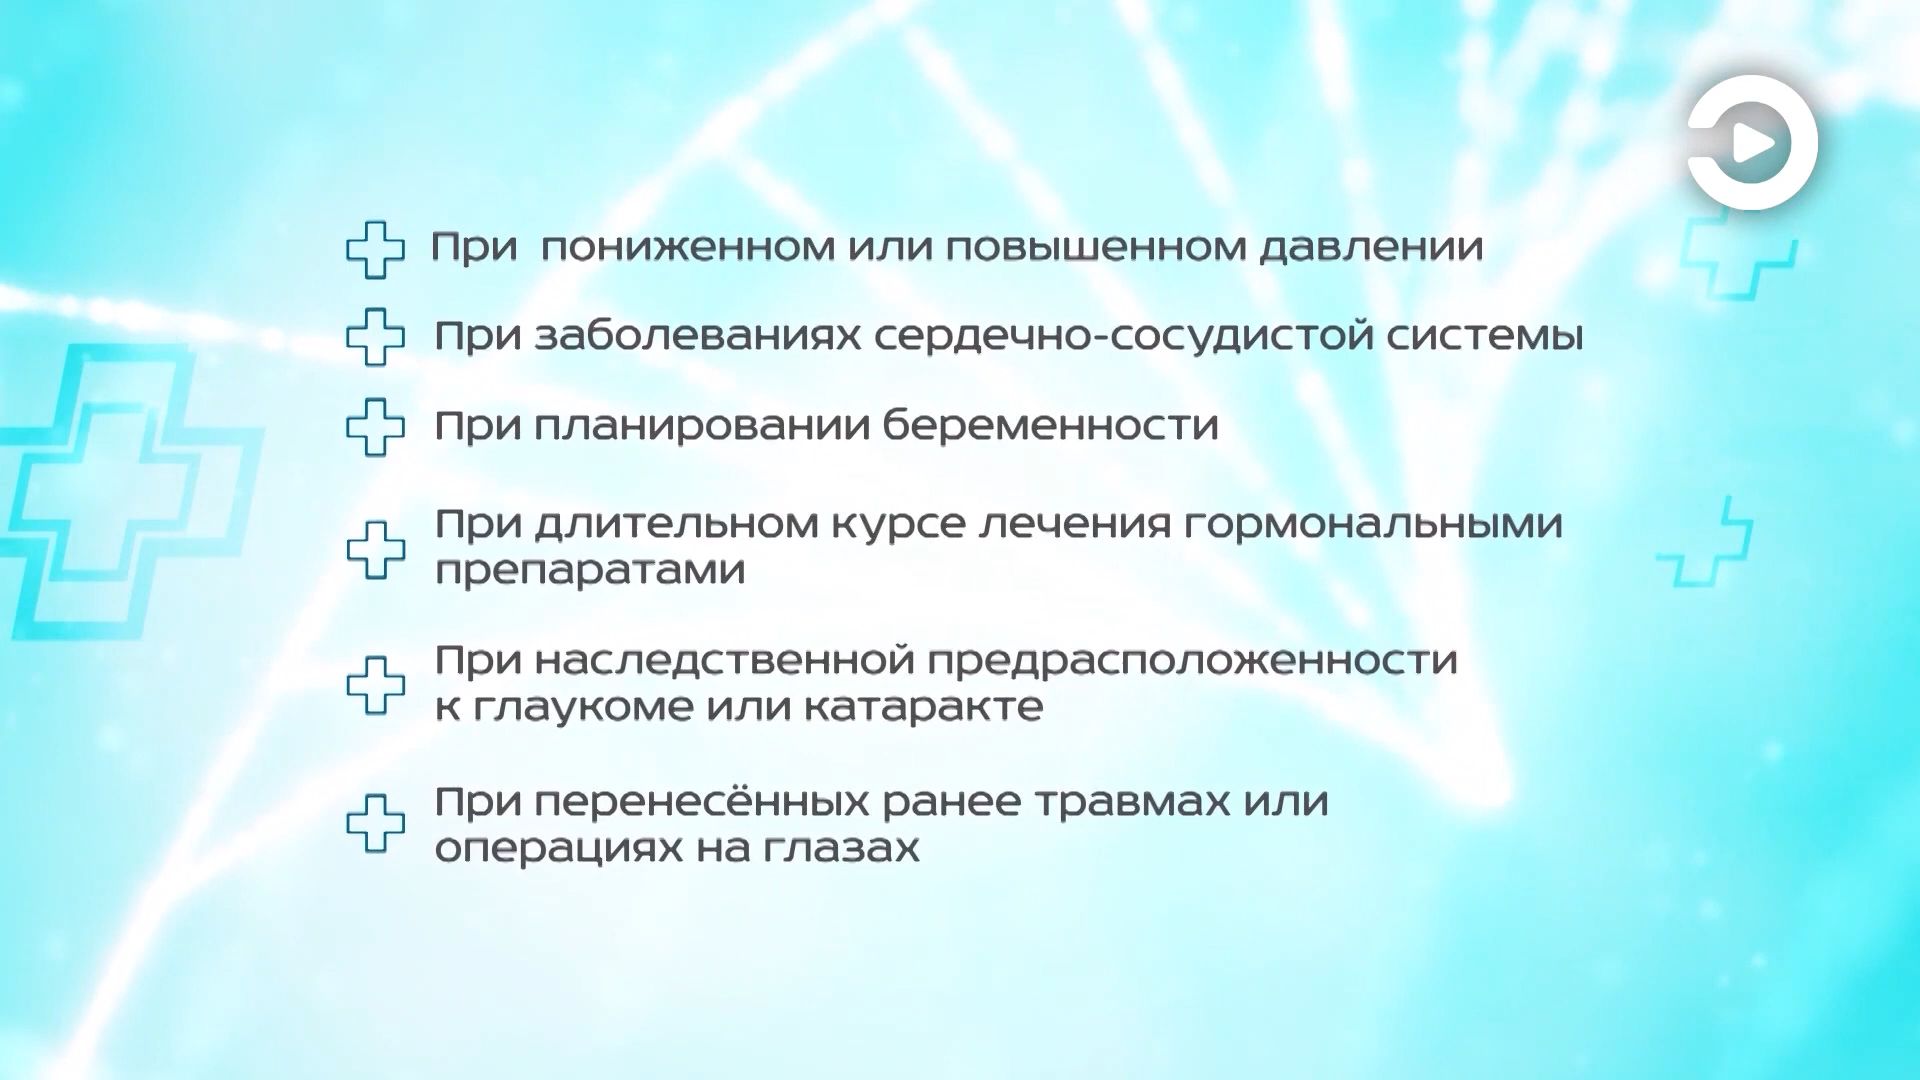 При пониженном или повышенном давлении
При заболеваниях сердечно-сосудистой системы
При планировании беременности
При длительном курсе лечения гормональными
препаратами
При наследственной предрасположенности
к глаукоме или катаракте
При перенесённых ранее травмах или
операциях на глазах